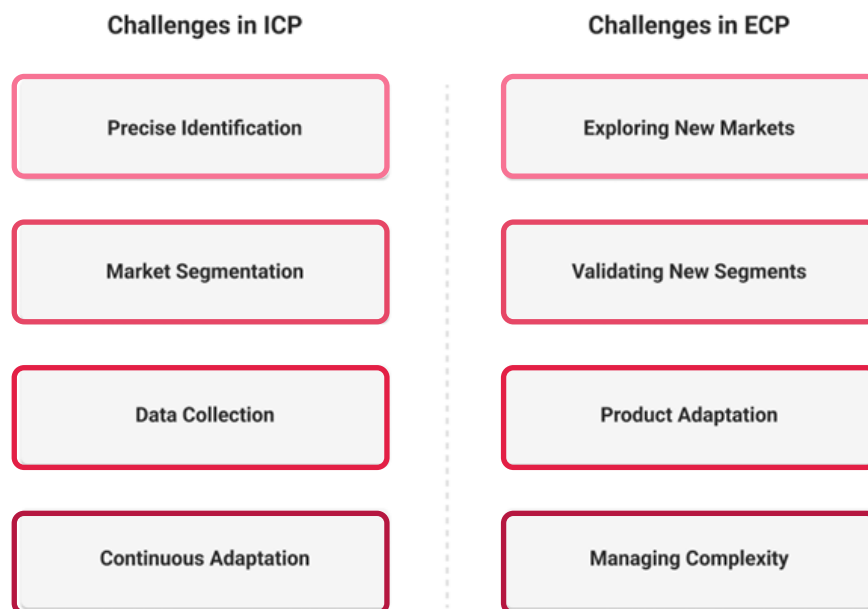 Challenges in ICP
Precise Identification
Market Segmentation
Data Collection
Continuous Adaptation
Challenges in ECP
Exploring New Markets
Validating New Segments
Product Adaptation
Managing Complexity